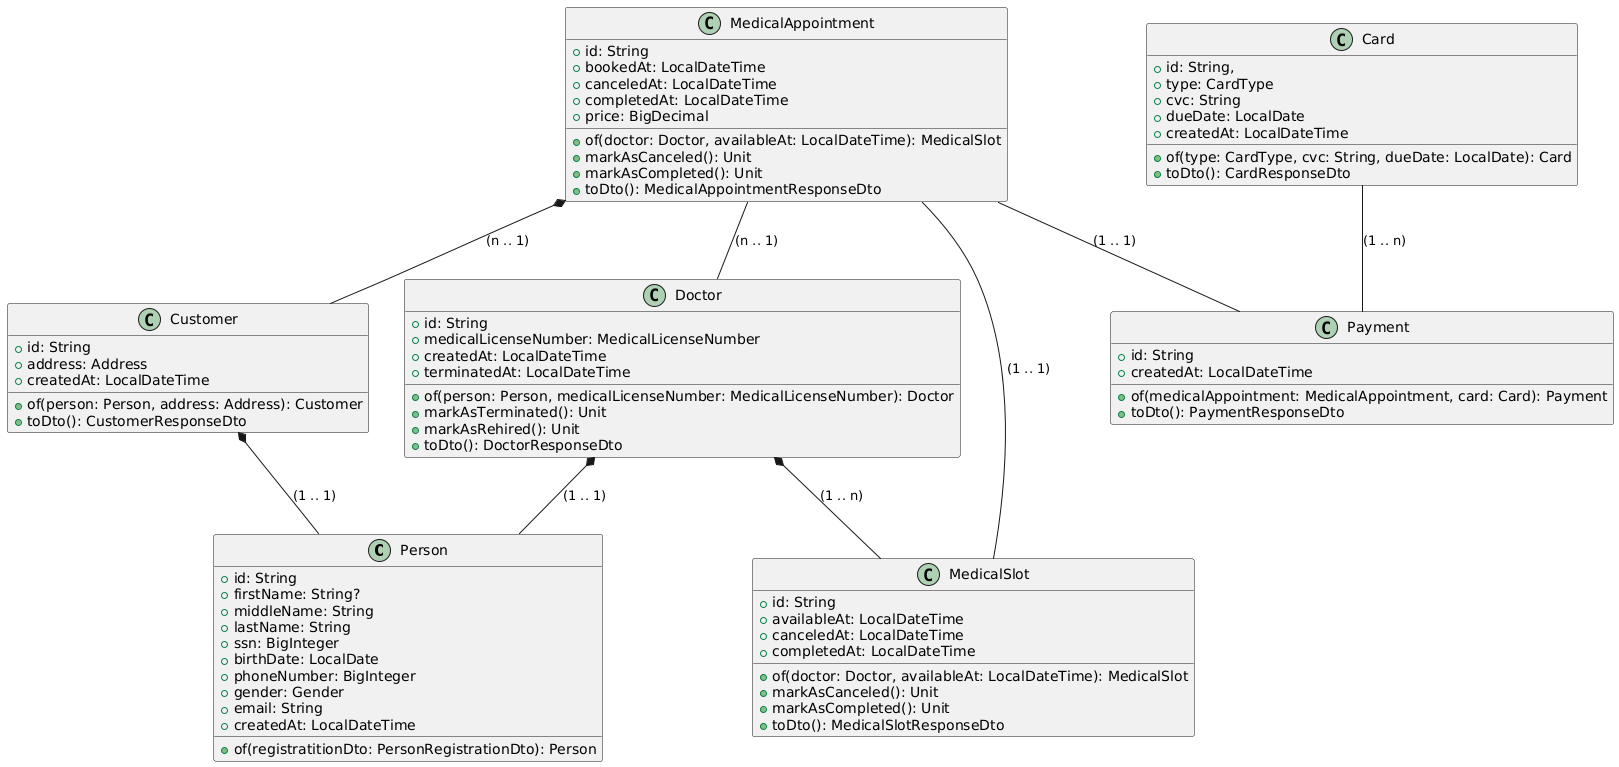 C MedicalAppointment
id: String
bookedAt: LocalDateTime
canceledAt: LocalDateTime
completedAt: LocalDateTime
price: BigDecimal
of(doctor: Doctor, availableAt: LocalDateTime): MedicalSlot
markAsCanceled(): Unit
markAsCompleted(): Unit
toDto(): MedicalAppointmentResponseDto
C Card
id: String,
type: CardType
cvc: String
dueDate: LocalDate
createdAt: LocalDateTime
of(type: CardType, cvc: String, dueDate: LocalDate): Card
toDto(): CardResponseDto
(n .. 1)
(n .. 1)
(1 .. 1)
(1 .. n)
C Customer
id: String
address: Address
createdAt: LocalDateTime
of(person: Person, address: Address): Customer
toDto(): CustomerResponseDto
C Doctor
id: String
medicalLicenseNumber: MedicalLicenseNumber
createdAt: LocalDateTime
terminatedAt: LocalDateTime
of(person: Person, medicalLicenseNumber: MedicalLicenseNumber): Doctor
markAsTerminated(): Unit
markAsRehired(): Unit
toDto(): DoctorResponseDto
(1 .. 1)
C Payment
id: String
createdAt: LocalDateTime
of(medicalAppointment: MedicalAppointment, card: Card): Payment
toDto(): PaymentResponseDto
(1 .. 1)
(1 .. 1)
(1 .. n)
C Person
id: String
firstName: String?
middleName: String
lastName: String
ssn: BigInteger
birthDate: LocalDate
phoneNumber: BigInteger
gender: Gender
email: String
createdAt: LocalDateTime
of(registratitionDto: PersonRegistrationDto): Person
C MedicalSlot
id: String
availableAt: LocalDateTime
canceledAt: LocalDateTime
completedAt: LocalDateTime
of(doctor: Doctor, availableAt: LocalDateTime): MedicalSlot
markAsCanceled(): Unit
markAsCompleted(): Unit
toDto(): MedicalSlotResponseDto